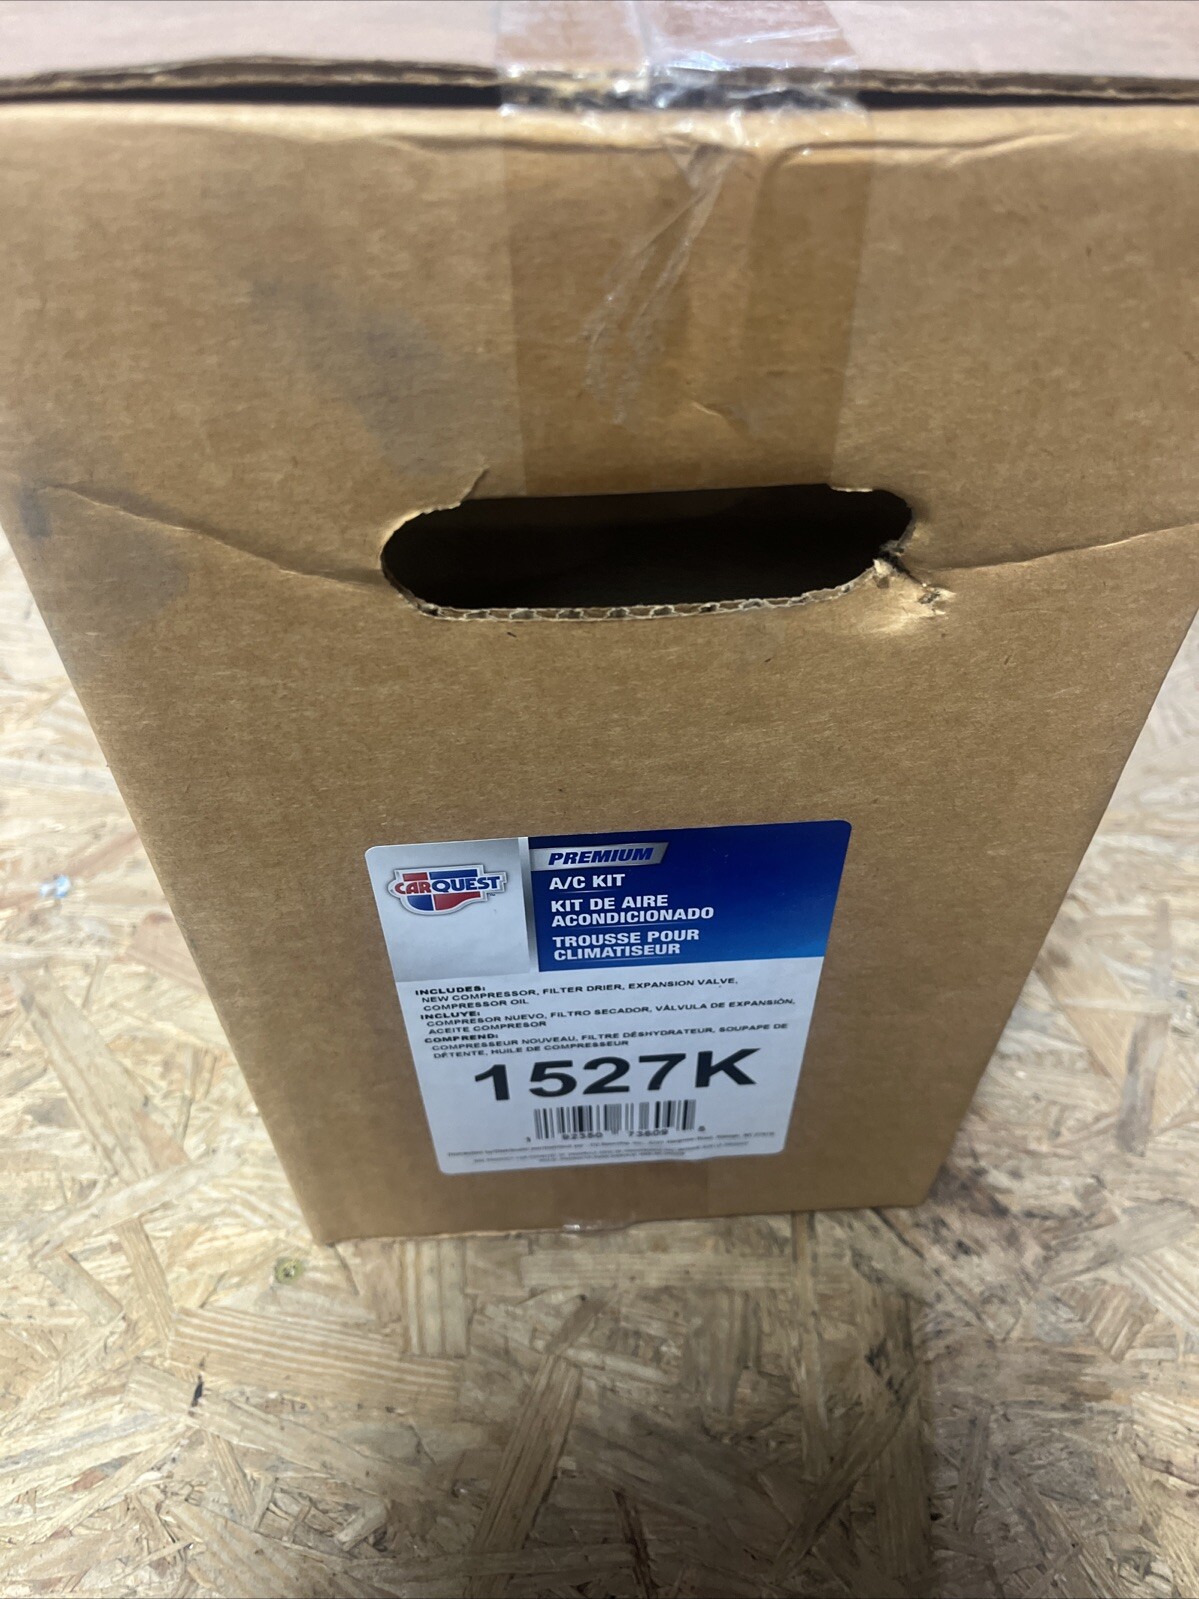 CARQUEST
PREMIUM
A/C KIT
KIT DE AIRE
ACONDICIONADO
TROUSSE POUR
CLIMATISEUR
INCLUDES:
NEW COMPRESSOR, FILTER DRIER, EXPANSION VALVE,
COMPRESSOR OIL
INCLUYE:
COMPRESOR NUEVO, FILTRO SECADOR, VÁLVULA DE EXPANSIÓN,
ACEITE COMPRESOR
COMPREND:
COMPRESSEUR NOUVEAU, FILTRE DÉSHYDRATEUR, SOUPAPE DE
DÉTENTE, HUILE DE COMPRESSEUR
1527K